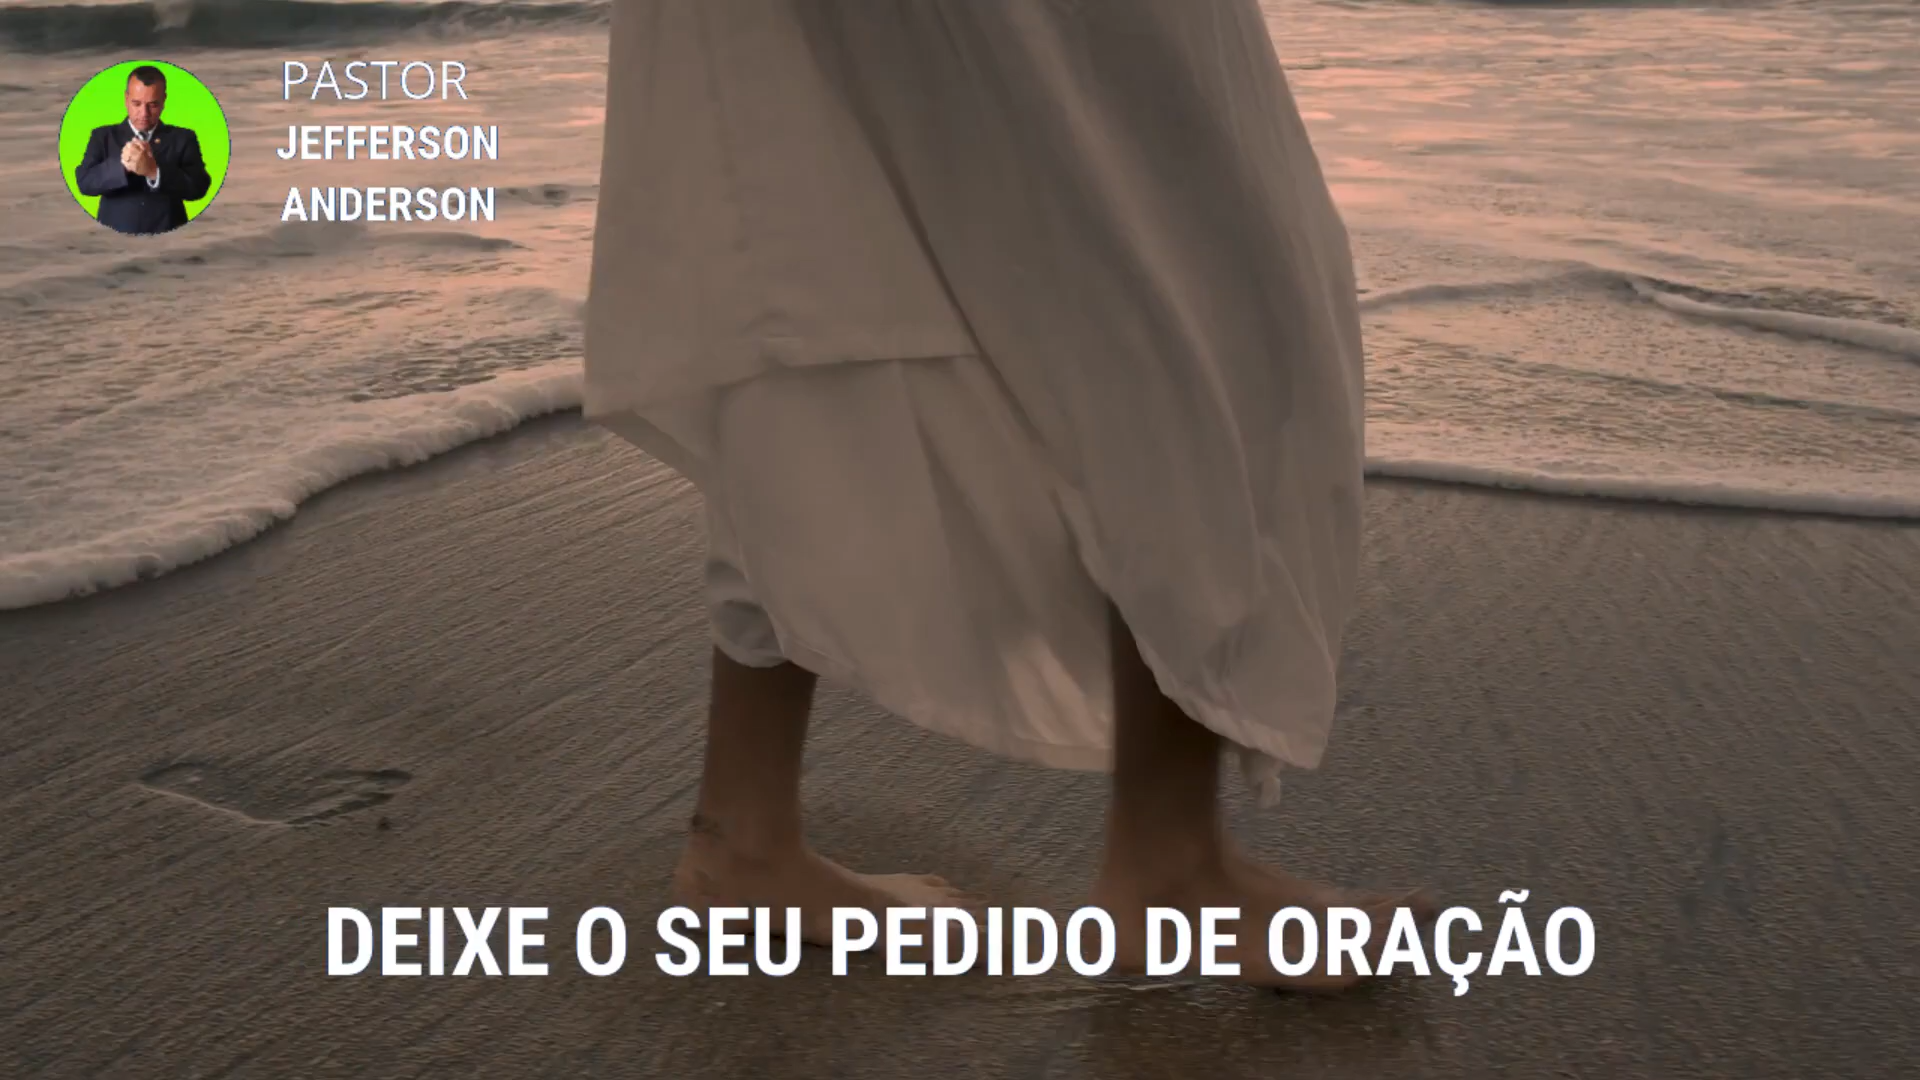 PASTOR
JEFFERSON
ANDERSON
DEIXE O SEU PEDIDO DE ORAÇÃO